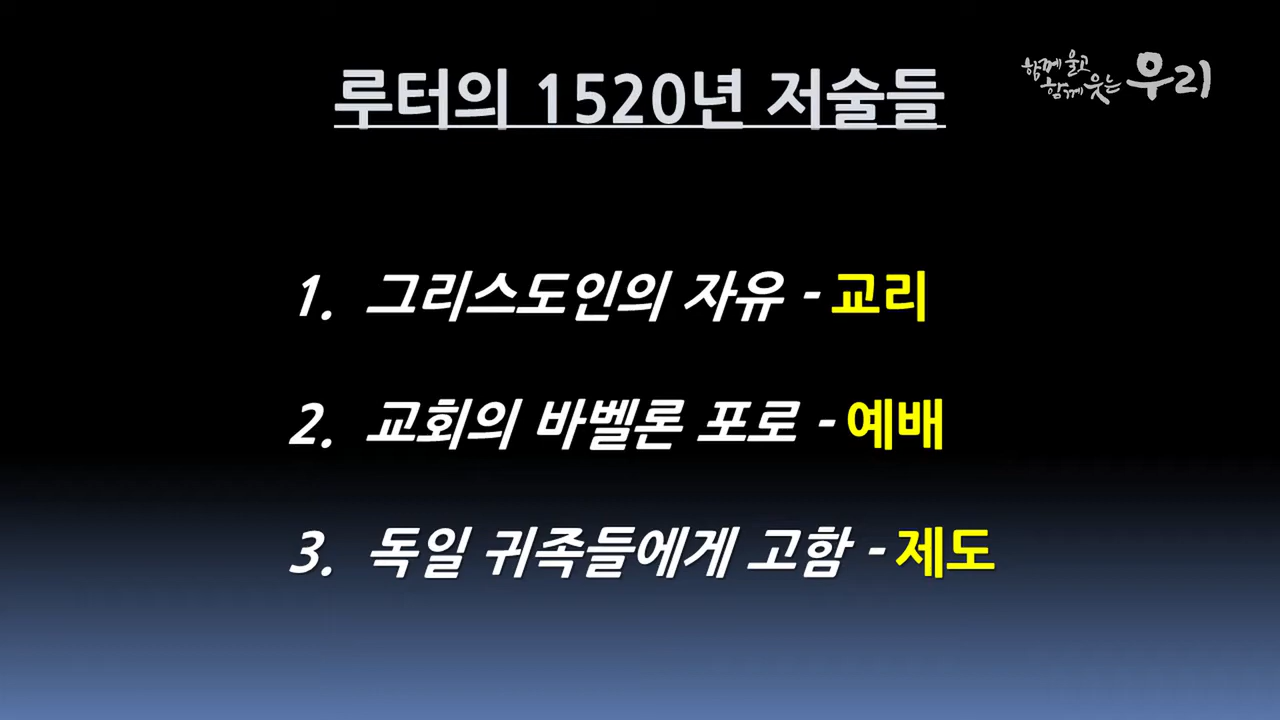 루터의 1520년 저술들
함께 울고
함께 웃는 우리
1. 그리스도인의 자유 - 교리
2. 교회의 바벨론 포로 - 예배
3. 독일 귀족들에게 고함 - 제도